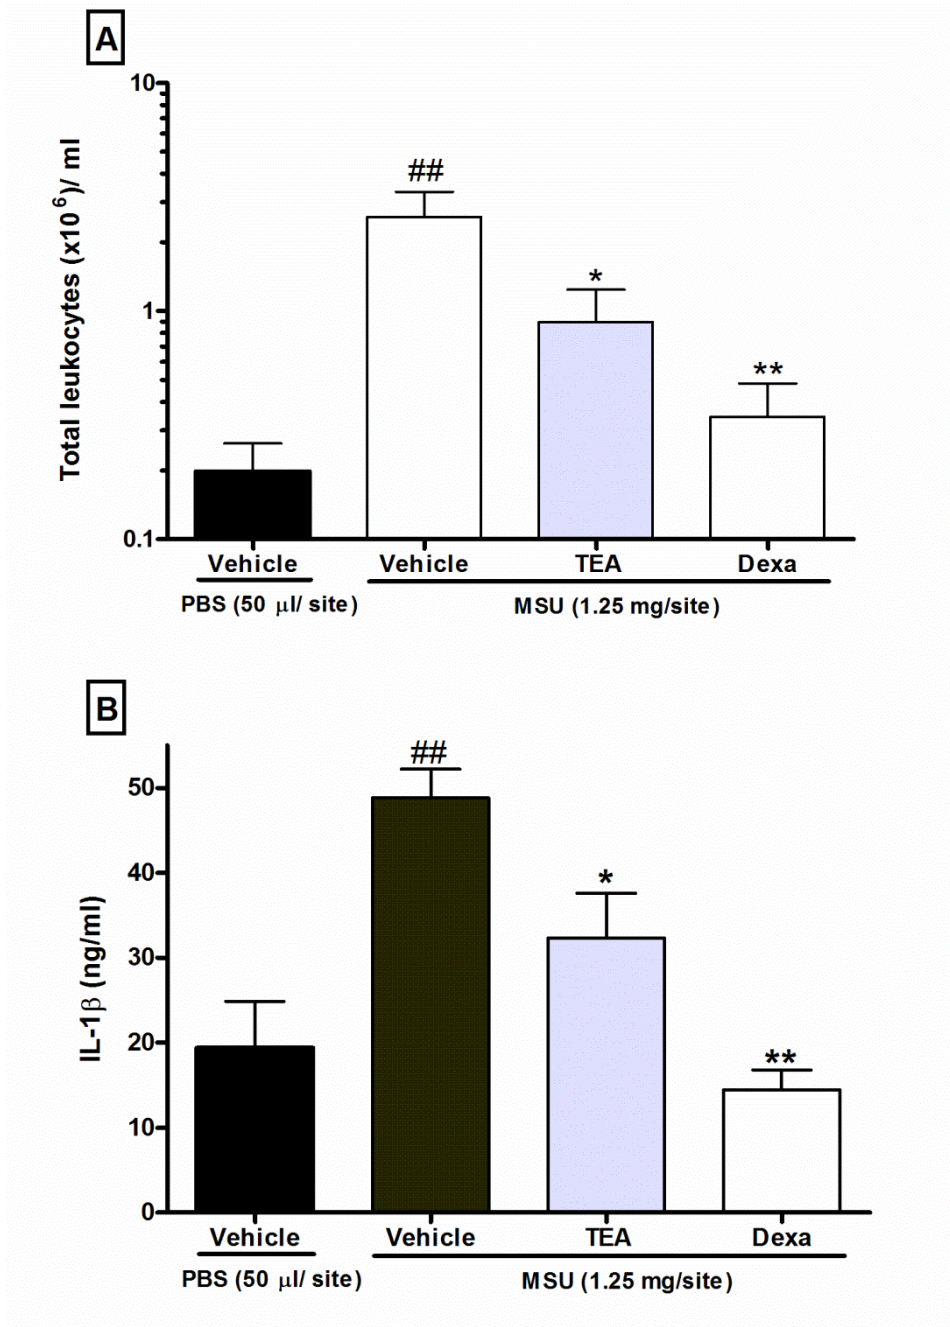 A
Total leukocytes (x10⁶)/ ml
10
1
0.1
##
*
**
Vehicle Vehicle TEA Dexa
PBS (50 μl/ site) MSU (1.25 mg/site)
B
IL-1β (ng/ml)
50
40
30
20
10
0
##
*
**
Vehicle Vehicle TEA Dexa
PBS (50 μl/ site) MSU (1.25 mg/site)